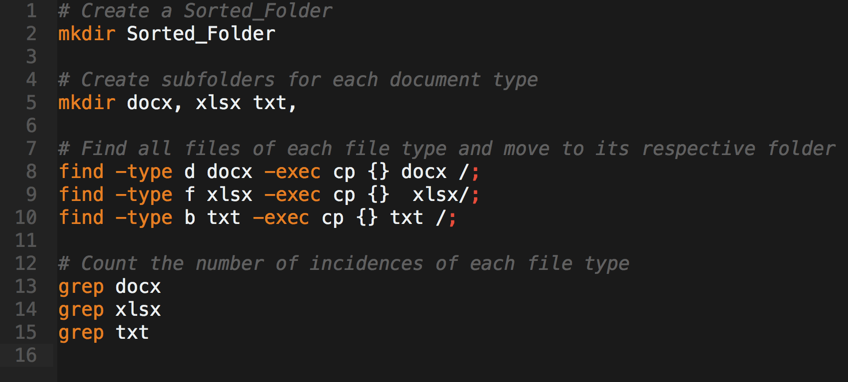 1 # Create a Sorted_Folder
2 mkdir Sorted_Folder
3
4 # Create subfolders for each document type
5 mkdir docx, xlsx txt,
6
7 # Find all files of each file type and move to its respective folder
8 find -type d docx -exec cp {} docx /;
9 find -type f xlsx -exec cp {}  xlsx/;
10 find -type b txt -exec cp {} txt /;
11
12 # Count the number of incidences of each file type
13 grep docx
14 grep xlsx
15 grep txt
16